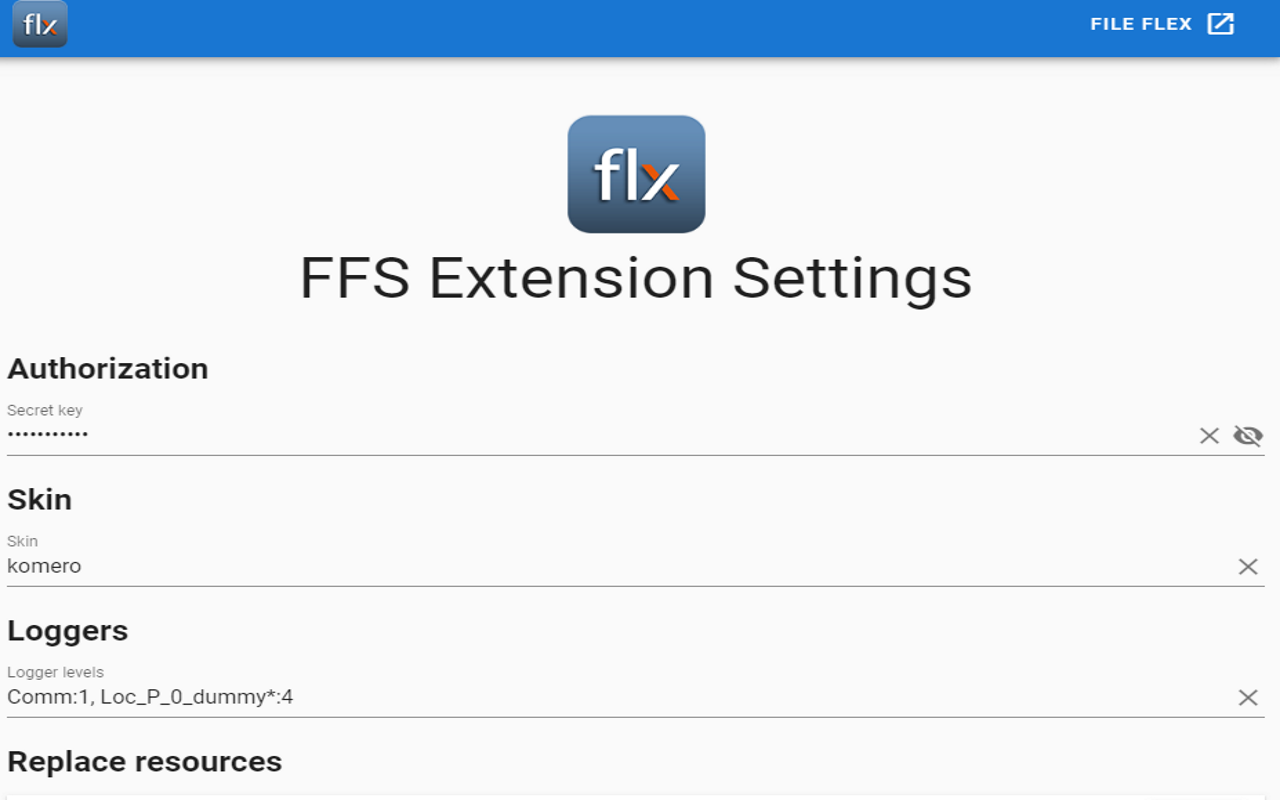 flx
FILE FLEX
flx
FFS Extension Settings
Authorization
Secret key
•••••••••••
Skin
Skin
komero
Loggers
Logger levels
Comm:1, Loc_P_0_dummy*:4
Replace resources